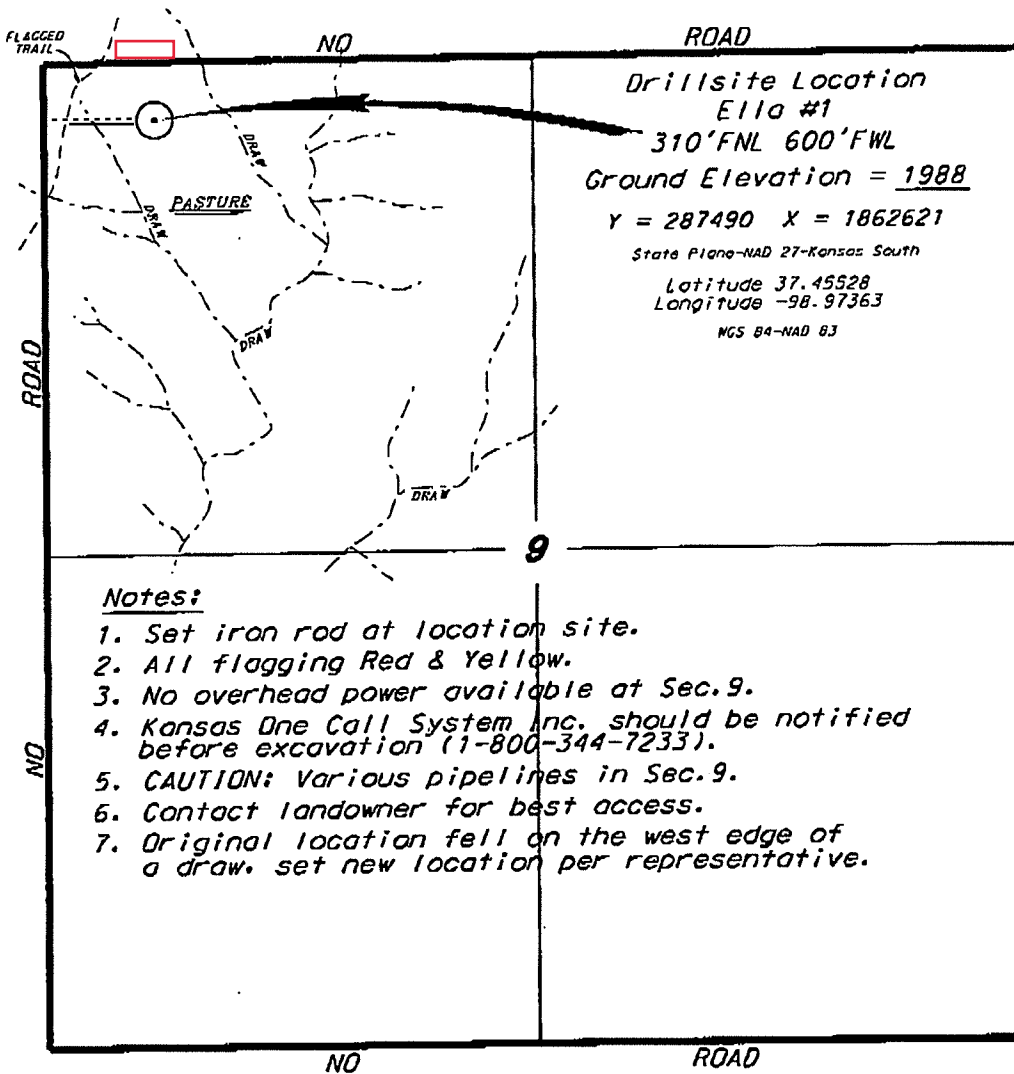 FLAGGED
TRAIL
NO ROAD
Drillsite Location
Ella #1
310'FNL 600'FWL
Ground Elevation = 1988
Y = 287490 X = 1862621
State Plane-NAD 27-Kansas South
Latitude 37.45528
Longitude -98.97363
WGS 84-NAD 83
DRAW
PASTURE
DRAW
DRAW
ROAD
DRAW
9
NO
Notes:
1. Set iron rod at location site.
2. All flagging Red & Yellow.
3. No overhead power available at Sec.9.
4. Kansas One Call System Inc. should be notified
before excavation (1-800-344-7233).
5. CAUTION: Various pipelines in Sec.9.
6. Contact landowner for best access.
7. Original location fell on the west edge of
a draw. set new location per representative.
NO ROAD